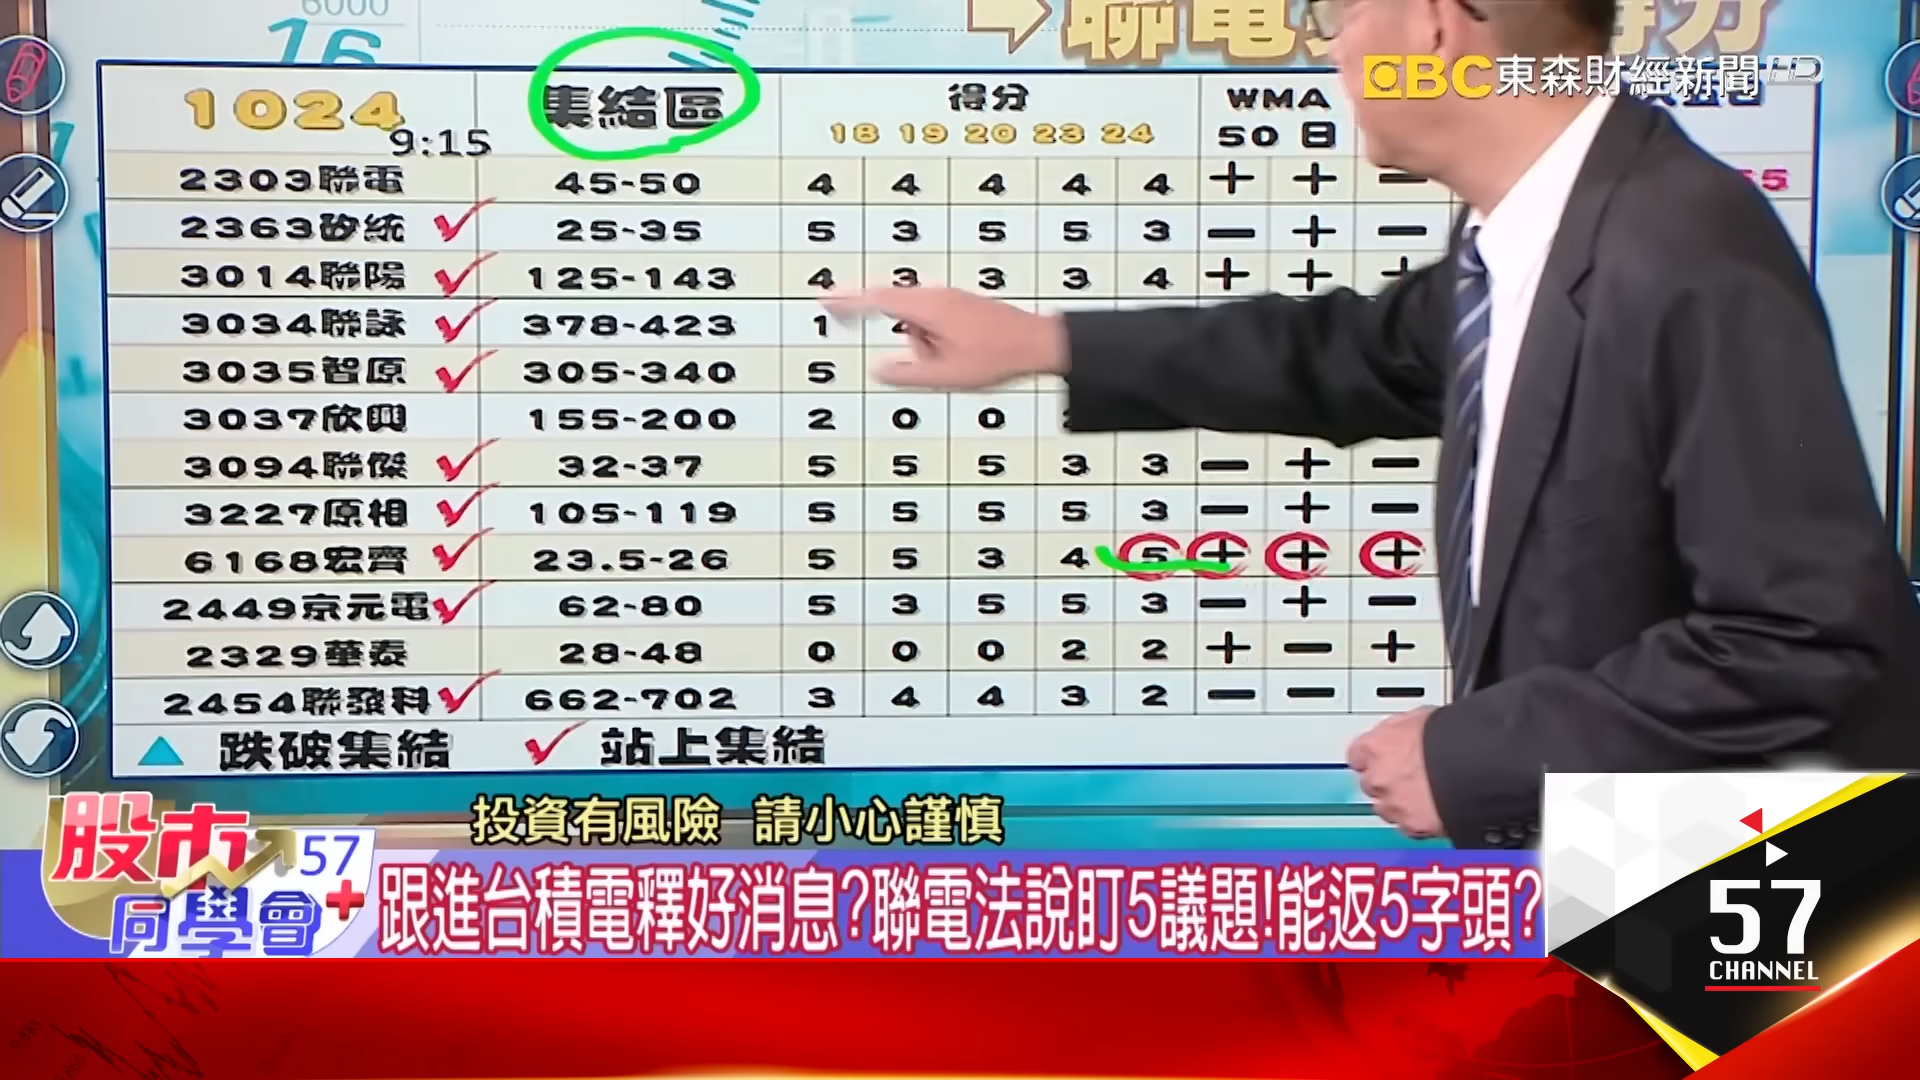 6000
16
聯電
EBC東森財經新聞HD
1024 集結區 得分 WMA
9:15 18 19 20 23 24 50日
2303聯電 45-50 4 4 4 4 4 + + －
2363矽統 ✓ 25-35 5 3 5 5 3 － + －
3014聯陽 ✓ 125-143 4 3 3 3 4 + + +
3034聯詠 ✓ 378-423 1
3035智原 ✓ 305-340 5
3037欣興 155-200 2 0 0
3094聯傑 ✓ 32-37 5 5 5 3 3 － + －
3227原相 ✓ 105-119 5 5 5 5 3 － + －
6168宏齊 ✓ 23.5-26 5 5 3 4 5 + + +
2449京元電 ✓ 62-80 5 3 5 5 3 － + －
2329華泰 28-48 0 0 0 2 2 + － +
2454聯發科 ✓ 662-702 3 4 4 3 2 － － －
▲ 跌破集結 ✓ 站上集結
投資有風險 請小心謹慎
股市 57
同學會+
跟進台積電釋好消息?聯電法說盯5議題!能返5字頭?
57
CHANNEL